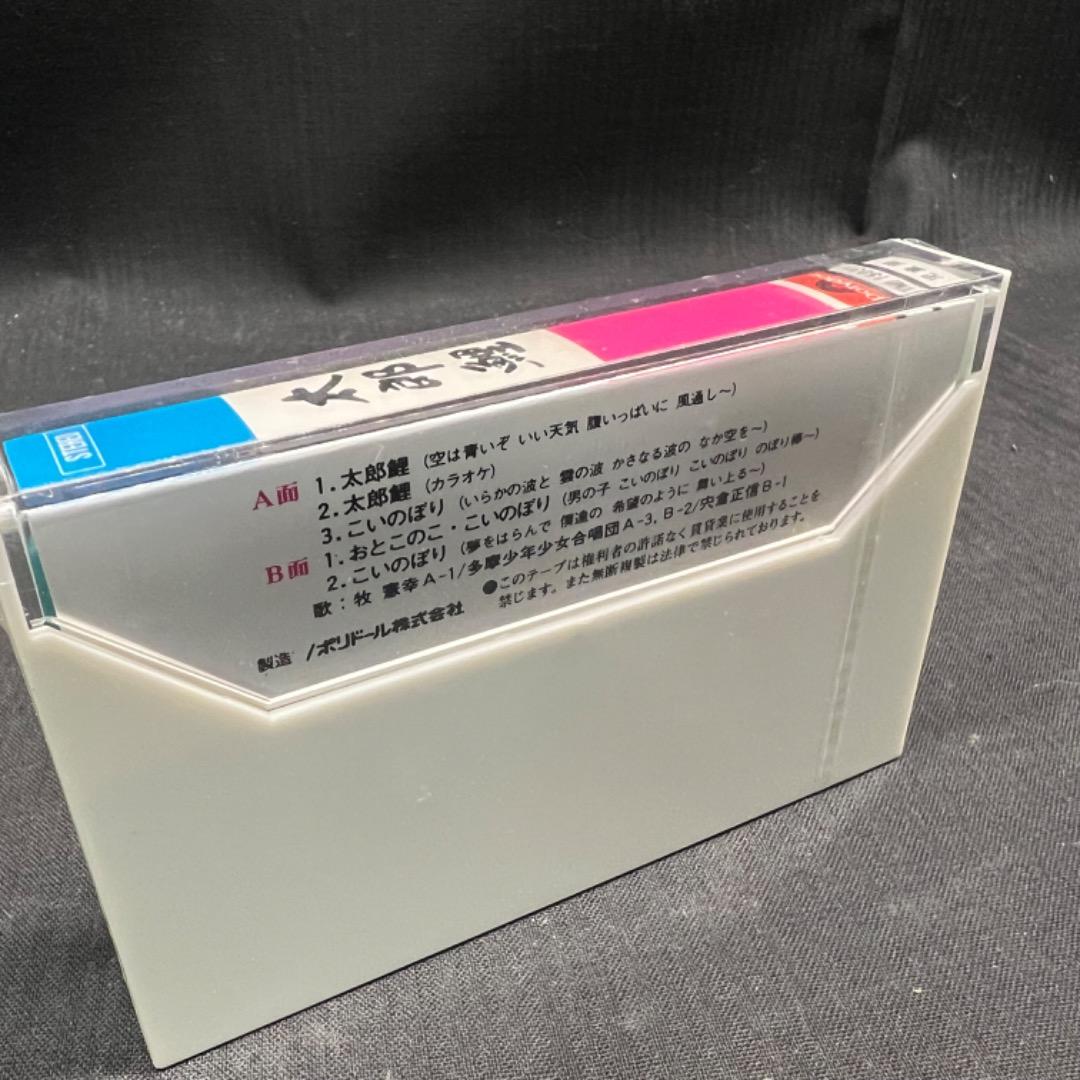 STEREO
太郎鯉
A面 1. 太郎鯉 (空は青いぞ いい天気 腹いっぱいに 風通し〜)
2. 太郎鯉 (カラオケ)
3. こいのぼり (いらかの波と 雲の波 かさなる波の なか空を〜)
B面 1. おとこのこ・こいのぼり (男の子 こいのぼり こいのぼり のぼり棒〜)
2. こいのぼり (夢をはらんで 僕達の 希望のように 舞い上る〜)
歌:牧 憲幸 A-1/多摩少年少女合唱団 A-3, B-2/宍倉正信 B-1
製造 /ポリドール株式会社
●このテープは権利者の許諾なく賃貸業に使用することを
禁じます。また無断複製は法律で禁じられております。